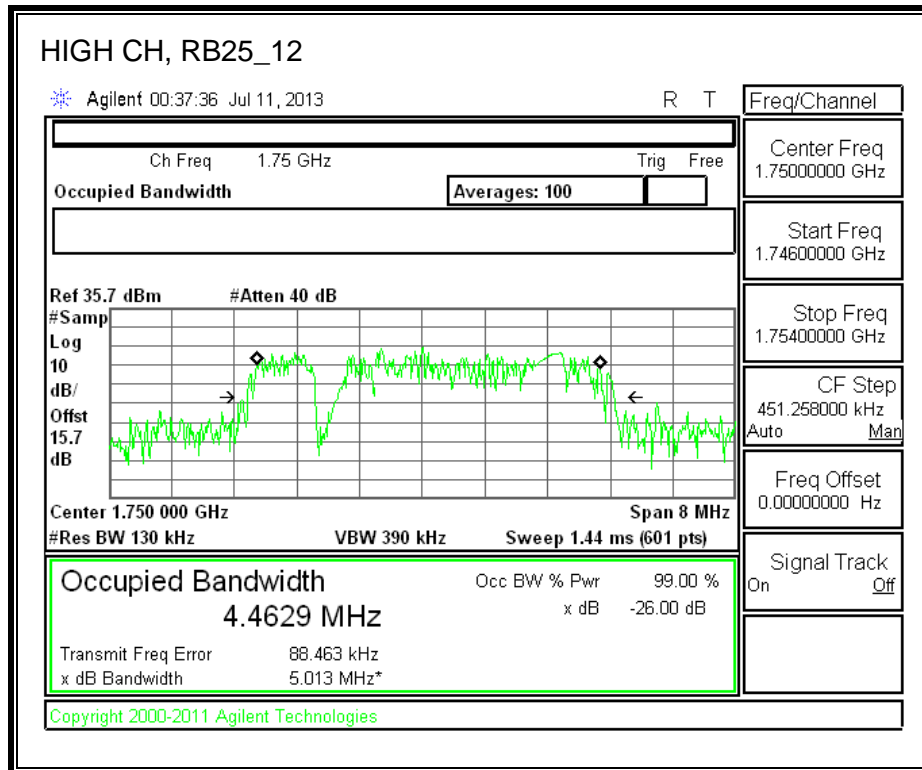 HIGH CH, RB25_12
Agilent 00:37:36 Jul 11, 2013 R T
Ch Freq 1.75 GHz Trig Free
Occupied Bandwidth Averages: 100
Ref 35.7 dBm #Atten 40 dB
#Samp
Log
10
dB/
Offst
15.7
dB
Center 1.750 000 GHz Span 8 MHz
#Res BW 130 kHz VBW 390 kHz Sweep 1.44 ms (601 pts)
Occupied Bandwidth Occ BW % Pwr 99.00 %
4.4629 MHz x dB -26.00 dB
Transmit Freq Error 88.463 kHz
x dB Bandwidth 5.013 MHz*
Copyright 2000-2011 Agilent Technologies
Freq/Channel
Center Freq
1.75000000 GHz
Start Freq
1.74600000 GHz
Stop Freq
1.75400000 GHz
CF Step
451.258000 kHz
Auto Man
Freq Offset
0.00000000 Hz
Signal Track
On Off